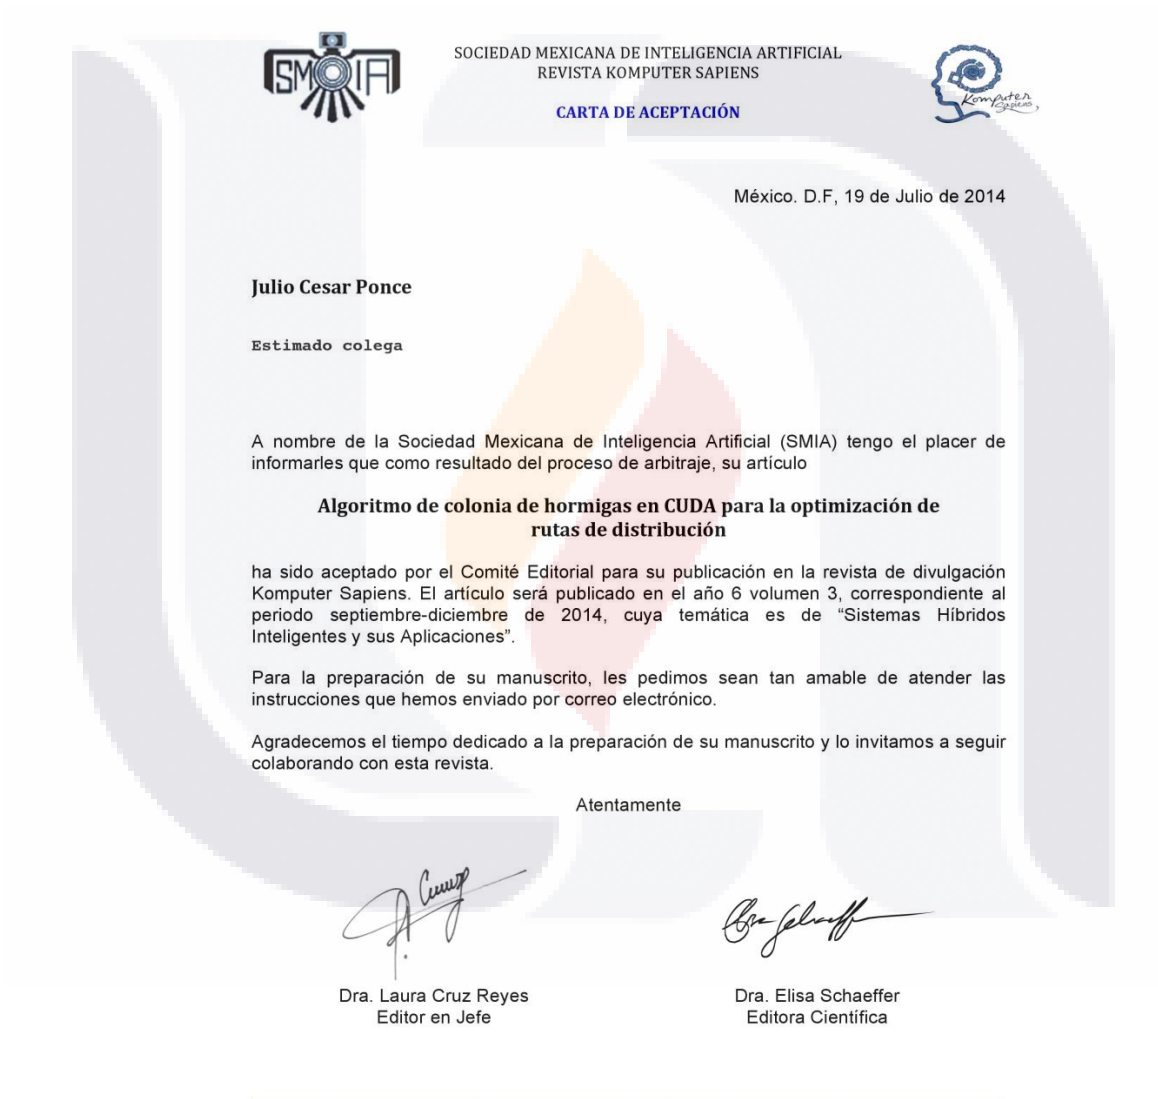 SMIA
SOCIEDAD MEXICANA DE INTELIGENCIA ARTIFICIAL
REVISTA KOMPUTER SAPIENS
CARTA DE ACEPTACIÓN
Komputer
Sapiens
México. D.F, 19 de Julio de 2014
Julio Cesar Ponce
Estimado colega
A nombre de la Sociedad Mexicana de Inteligencia Artificial (SMIA) tengo el placer de
informarles que como resultado del proceso de arbitraje, su artículo
Algoritmo de colonia de hormigas en CUDA para la optimización de
rutas de distribución
ha sido aceptado por el Comité Editorial para su publicación en la revista de divulgación
Komputer Sapiens. El artículo será publicado en el año 6 volumen 3, correspondiente al
periodo septiembre-diciembre de 2014, cuya temática es de “Sistemas Híbridos
Inteligentes y sus Aplicaciones”.
Para la preparación de su manuscrito, les pedimos sean tan amable de atender las
instrucciones que hemos enviado por correo electrónico.
Agradecemos el tiempo dedicado a la preparación de su manuscrito y lo invitamos a seguir
colaborando con esta revista.
Atentamente
Dra. Laura Cruz Reyes
Editor en Jefe
Dra. Elisa Schaeffer
Editora Científica